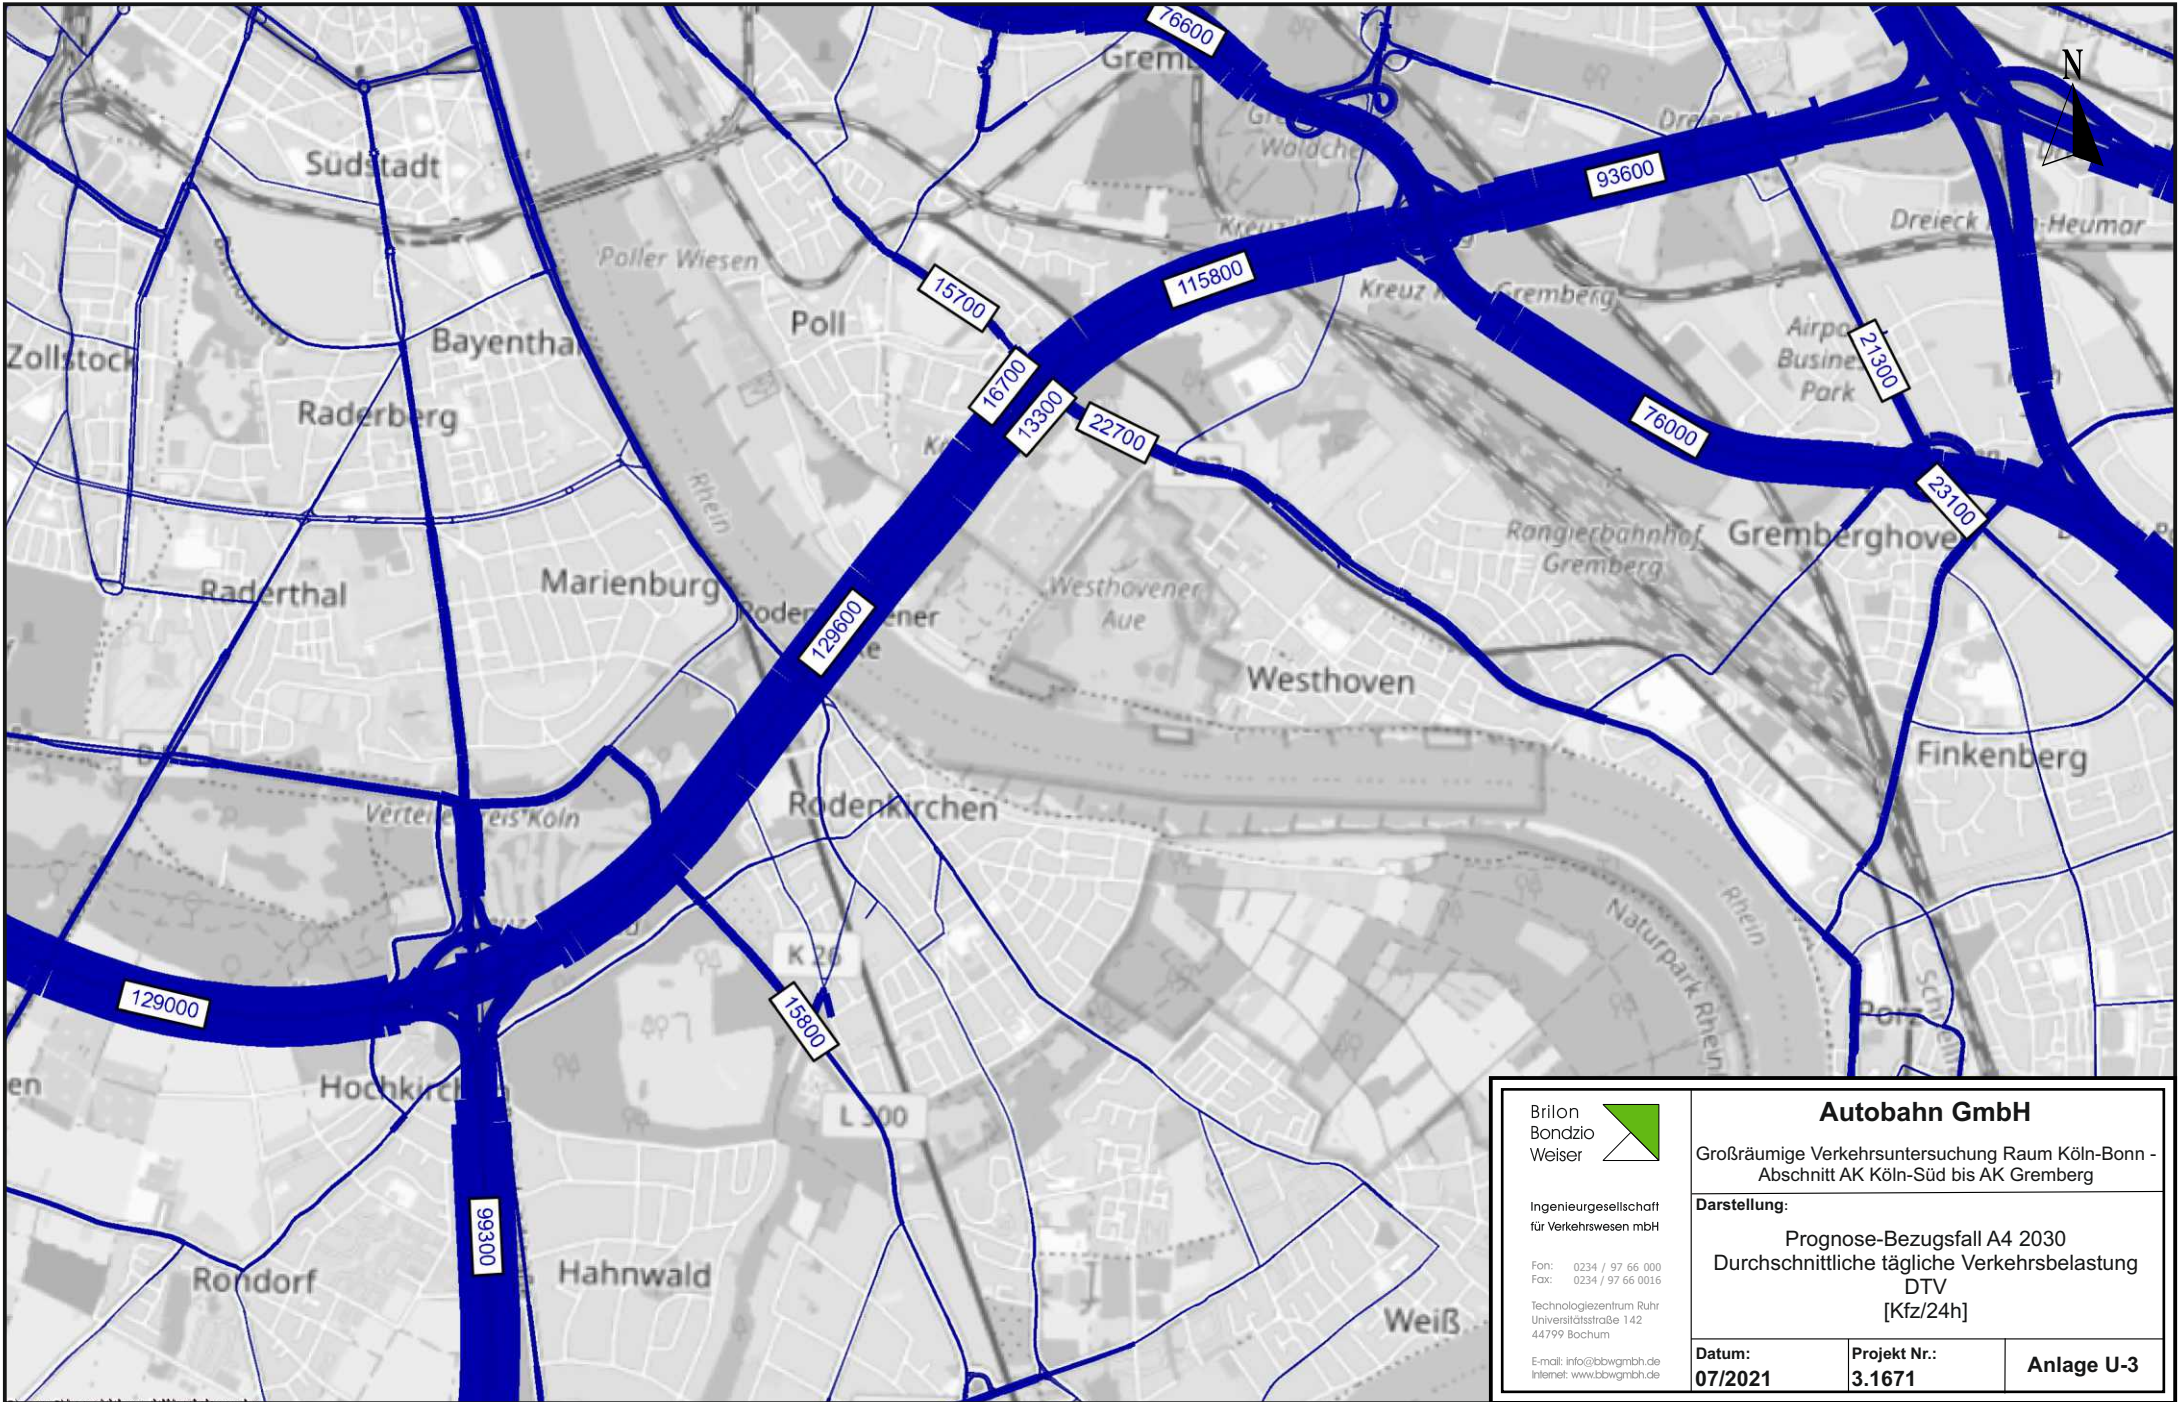 76600
N
Südstadt
93600
Poller Wiesen
Dreieck
-Heumar
115800
Kreuz
Gremberg
15700
Poll
Bayenthal
Zollstock
21300
Park
16700
Raderberg
13300
22700
76000
Rhein
23100
Rangierbahnhof
Gremberg
Gremberghoven
Raderthal
Marienburg
Westhovener
Aue
129600
Westhoven
Finkenberg
Rodenkirchen
Rhein
Naturpark Rheinl
K 26
129000
15800
Porz
Hochkirchen
L 300
99300
Rondorf
Hahnwald
Weiß
Brilon
Bondzio
Weiser
Ingenieurgesellschaft
für Verkehrswesen mbH
Fon: 0234 / 97 66 000
Fax: 0234 / 97 66 0016
Technologiezentrum Ruhr
Universitätsstraße 142
44799 Bochum
E-mail: info@bbwgmbh.de
Internet: www.bbwgmbh.de
Autobahn GmbH
Großräumige Verkehrsuntersuchung Raum Köln-Bonn -
Abschnitt AK Köln-Süd bis AK Gremberg
Darstellung:
Prognose-Bezugsfall A4 2030
Durchschnittliche tägliche Verkehrsbelastung
DTV
[Kfz/24h]
Datum:
07/2021
Projekt Nr.:
3.1671
Anlage U-3